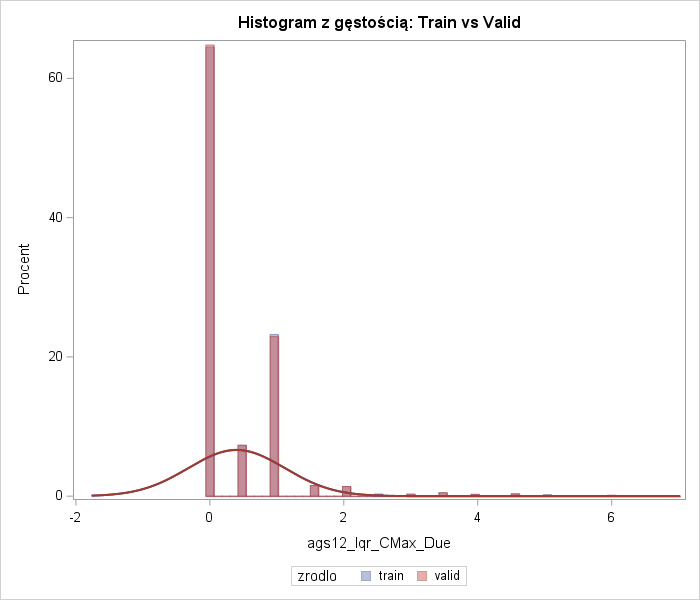 Histogram z gęstością: Train vs Valid
Procent
60
40
20
0
-2
0
2
4
6
ags12_Iqr_CMax_Due
zrodlo
train
valid